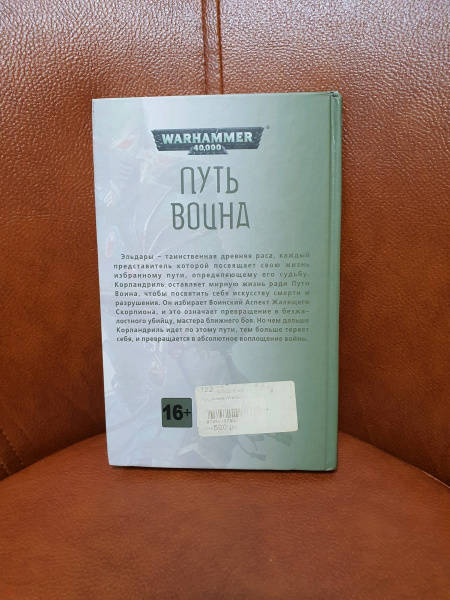 WARHAMMER
40,000
ПУТЬ
ВОИНА
Эльдары – таинственная древняя раса, каждый
представитель которой посвящает свою жизнь
избранному пути, определяющему его судьбу.
Корландриль оставляет мирную жизнь ради Пути
Воина, чтобы посвятить себя искусству смерти и
разрушения. Он избирает Воинский Аспект Жалящего
Скорпиона, и это означает превращение в безжа-
лостного убийцу, мастера ближнего боя. Но чем дальше
Корландриль идет по этому пути, тем больше теряет
себя, и превращается в абсолютное воплощение войны.
16+